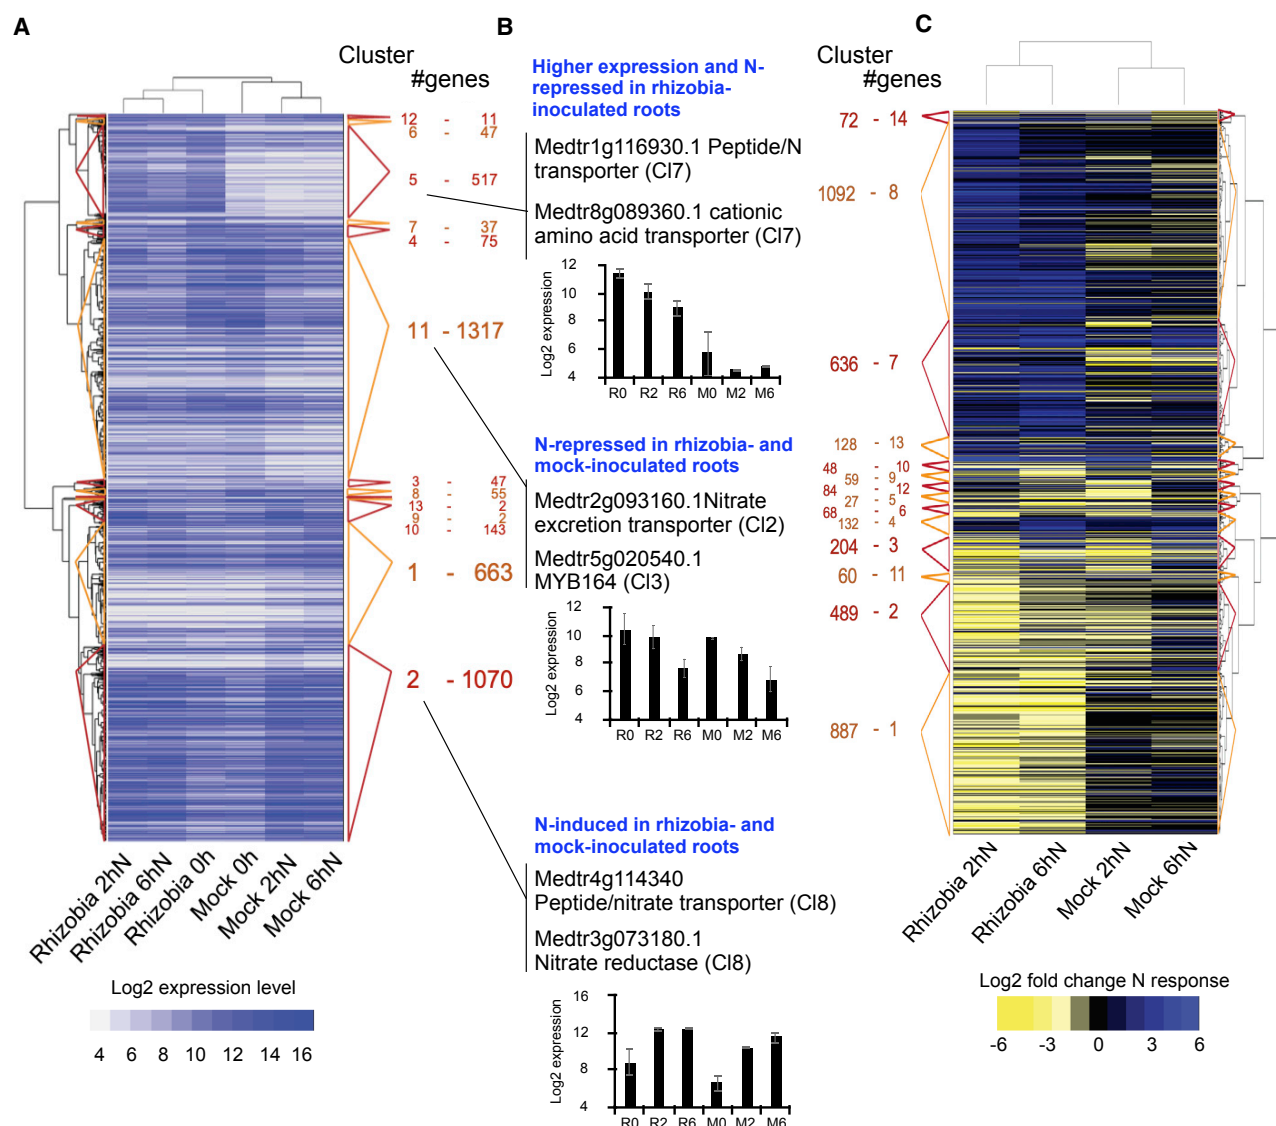 A
Cluster
#genes
12 - 11
6 - 47
5 - 517
7 - 37
4 - 75
11 - 1317
3 - 47
8 - 55
13 - 2
9 - 2
10 - 143
1 - 663
2 - 1070
Rhizobia 2hN
Rhizobia 6hN
Rhizobia 0h
Mock 0h
Mock 2hN
Mock 6hN
Log2 expression level
4 6 8 10 12 14 16
B
Higher expression and N-
repressed in rhizobia-
inoculated roots
Medtr1g116930.1 Peptide/N
transporter (Cl7)
Medtr8g089360.1 cationic
amino acid transporter (Cl7)
Log2 expression
12
10
8
6
4
R0 R2 R6 M0 M2 M6
N-repressed in rhizobia- and
mock-inoculated roots
Medtr2g093160.1Nitrate
excretion transporter (Cl2)
Medtr5g020540.1
MYB164 (Cl3)
Log2 expression
12
10
8
6
4
R0 R2 R6 M0 M2 M6
N-induced in rhizobia- and
mock-inoculated roots
Medtr4g114340
Peptide/nitrate transporter (Cl8)
Medtr3g073180.1
Nitrate reductase (Cl8)
Log2 expression
16
12
8
4
R0 R2 R6 M0 M2 M6
C
Cluster
#genes
72 - 14
1092 - 8
636 - 7
128 - 13
48 - 10
59 - 9
84 - 12
27 - 5
68 - 6
132 - 4
204 - 3
60 - 11
489 - 2
887 - 1
Rhizobia 2hN
Rhizobia 6hN
Mock 2hN
Mock 6hN
Log2 fold change N response
-6 -3 0 3 6